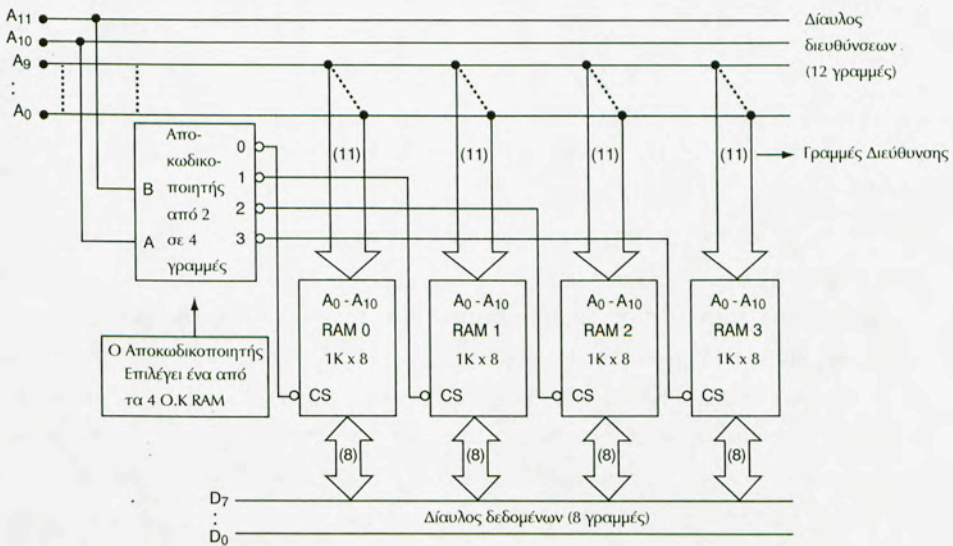 A11
A10
A9
:
A0
Δίαυλος
διευθύνσεων
(12 γραμμές)
Απο-
κωδικο-
ποιητής
από 2
σε 4
γραμμές
B
A
0
1
2
3
(11)
(11)
(11)
(11)
Γραμμές Διεύθυνσης
Ο Αποκωδικοποιητής
Επιλέγει ένα από
τα 4 Ο.Κ RAM
A0 - A10
RAM 0
1K x 8
CS
A0 - A10
RAM 1
1K x 8
CS
A0 - A10
RAM 2
1K x 8
CS
A0 - A10
RAM 3
1K x 8
CS
(8)
(8)
(8)
(8)
D7
:
D0
Δίαυλος δεδομένων (8 γραμμές)